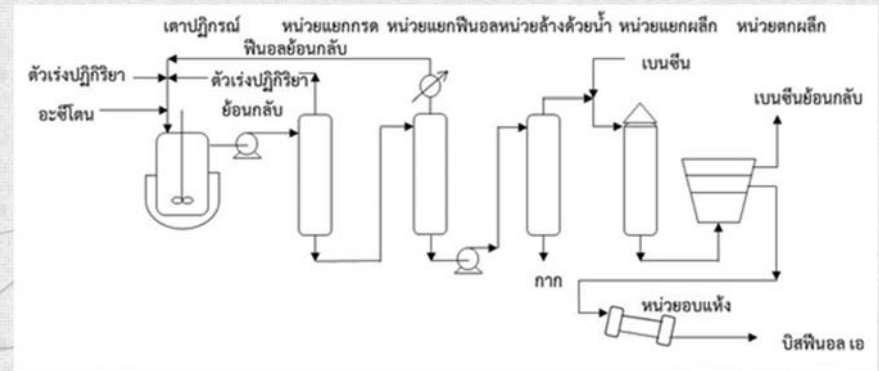 เตาปฏิกรณ์ หน่วยแยกกรด หน่วยแยกฟีนอล หน่วยล้างด้วยน้ำ หน่วยแยกผลึก หน่วยตกผลึก
ฟีนอลย้อนกลับ
ตัวเร่งปฏิกิริยา
ตัวเร่งปฏิกิริยา
ย้อนกลับ
อะซีโตน
เบนซีน
เบนซีนย้อนกลับ
กาก
หน่วยอบแห้ง
บิสฟีนอล เอ